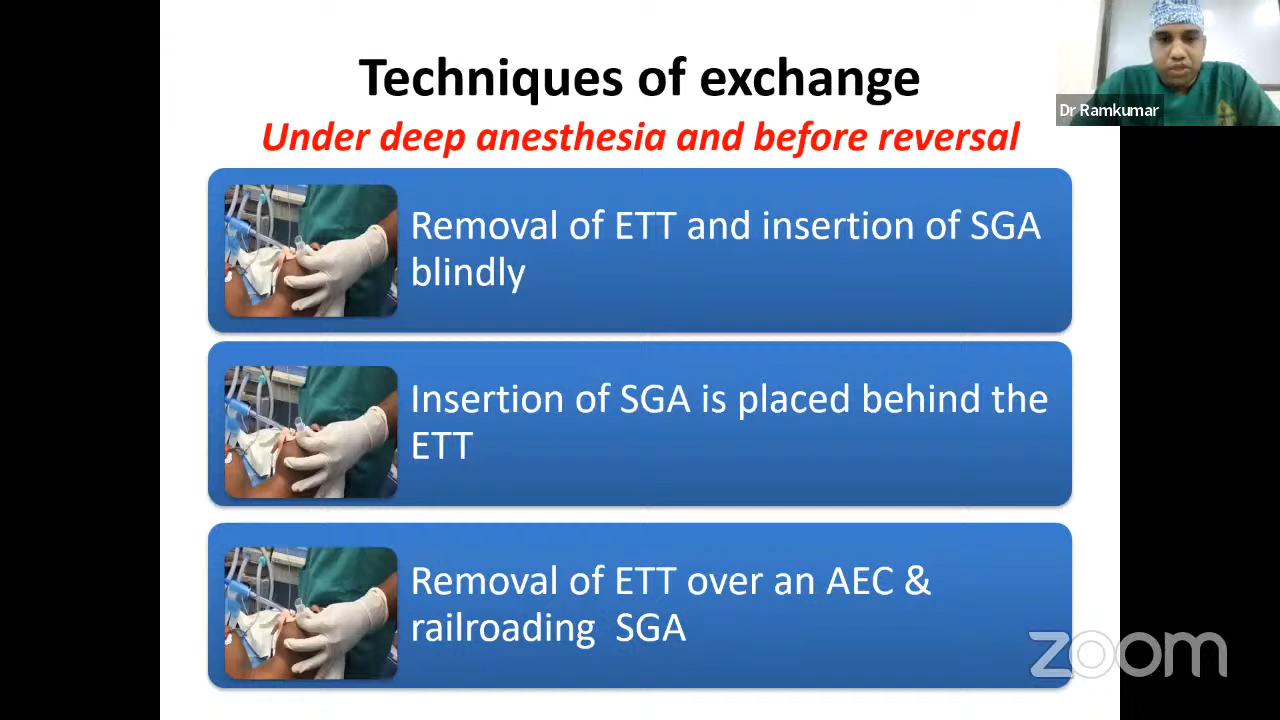 Techniques of exchange
Under deep anesthesia and before reversal
Dr Ramkumar
Removal of ETT and insertion of SGA
blindly
Insertion of SGA is placed behind the
ETT
Removal of ETT over an AEC &
railroading  SGA
zoom